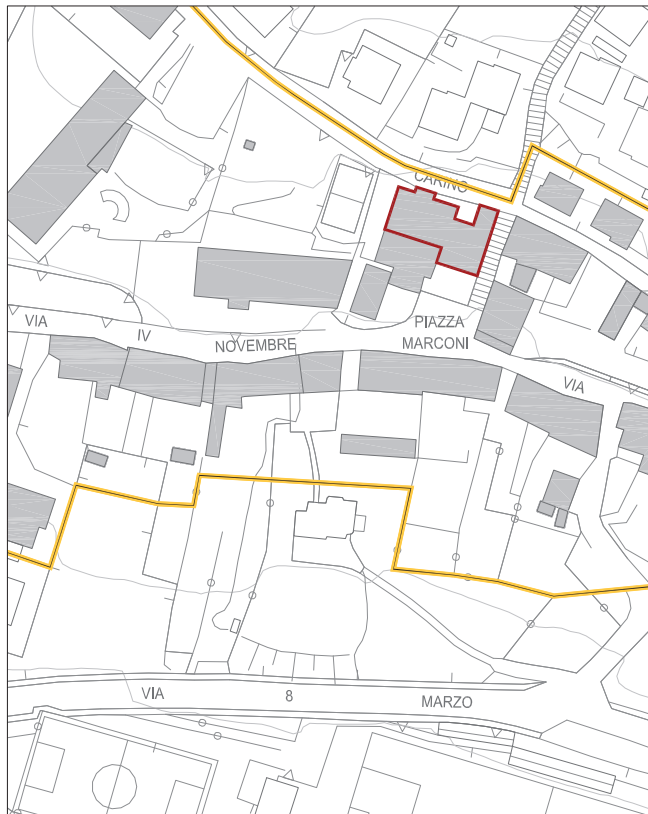 CARINO
VIA IV NOVEMBRE
PIAZZA
MARCONI
VIA
VIA 8 MARZO